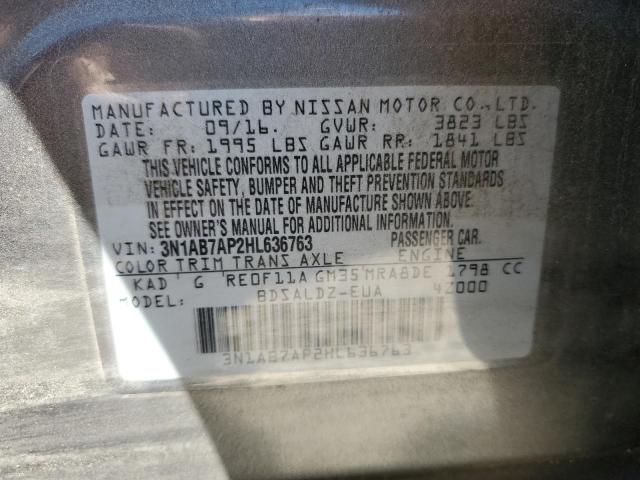 MANUFACTURED BY NISSAN MOTOR CO., LTD.
DATE: 09/16. GVWR: 3823 LBS
GAWR FR: 1995 LBS GAWR RR: 1841 LBS
THIS VEHICLE CONFORMS TO ALL APPLICABLE FEDERAL MOTOR
VEHICLE SAFETY, BUMPER AND THEFT PREVENTION STANDARDS
IN EFFECT ON THE DATE OF MANUFACTURE SHOWN ABOVE.
SEE OWNER'S MANUAL FOR ADDITIONAL INFORMATION.
VIN: 3N1AB7AP2HL636763 PASSENGER CAR.
COLOR TRIM TRANS AXLE ENGINE
KAD G RE0F11A GM35 MRA8DE 1798 CC
MODEL: BDSALDZ-EUA 4Z000
3N1AB7AP2HL636763